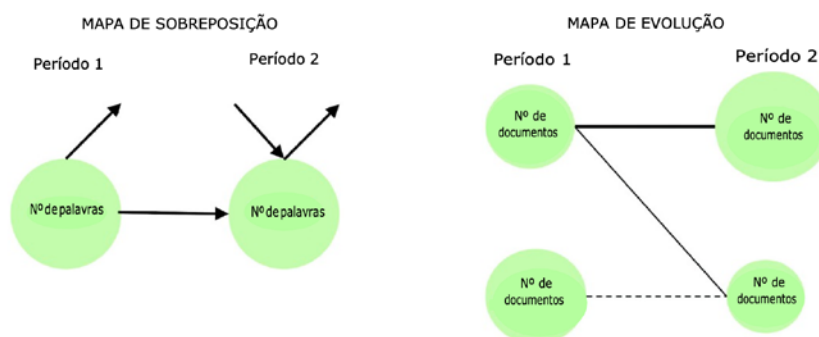 MAPA DE SOBREPOSIÇÃO
Período 1
Período 2
Nº de palavras
Nº de palavras
MAPA DE EVOLUÇÃO
Período 1
Período 2
Nº de
documentos
Nº de
documentos
Nº de
documentos
Nº de
documentos